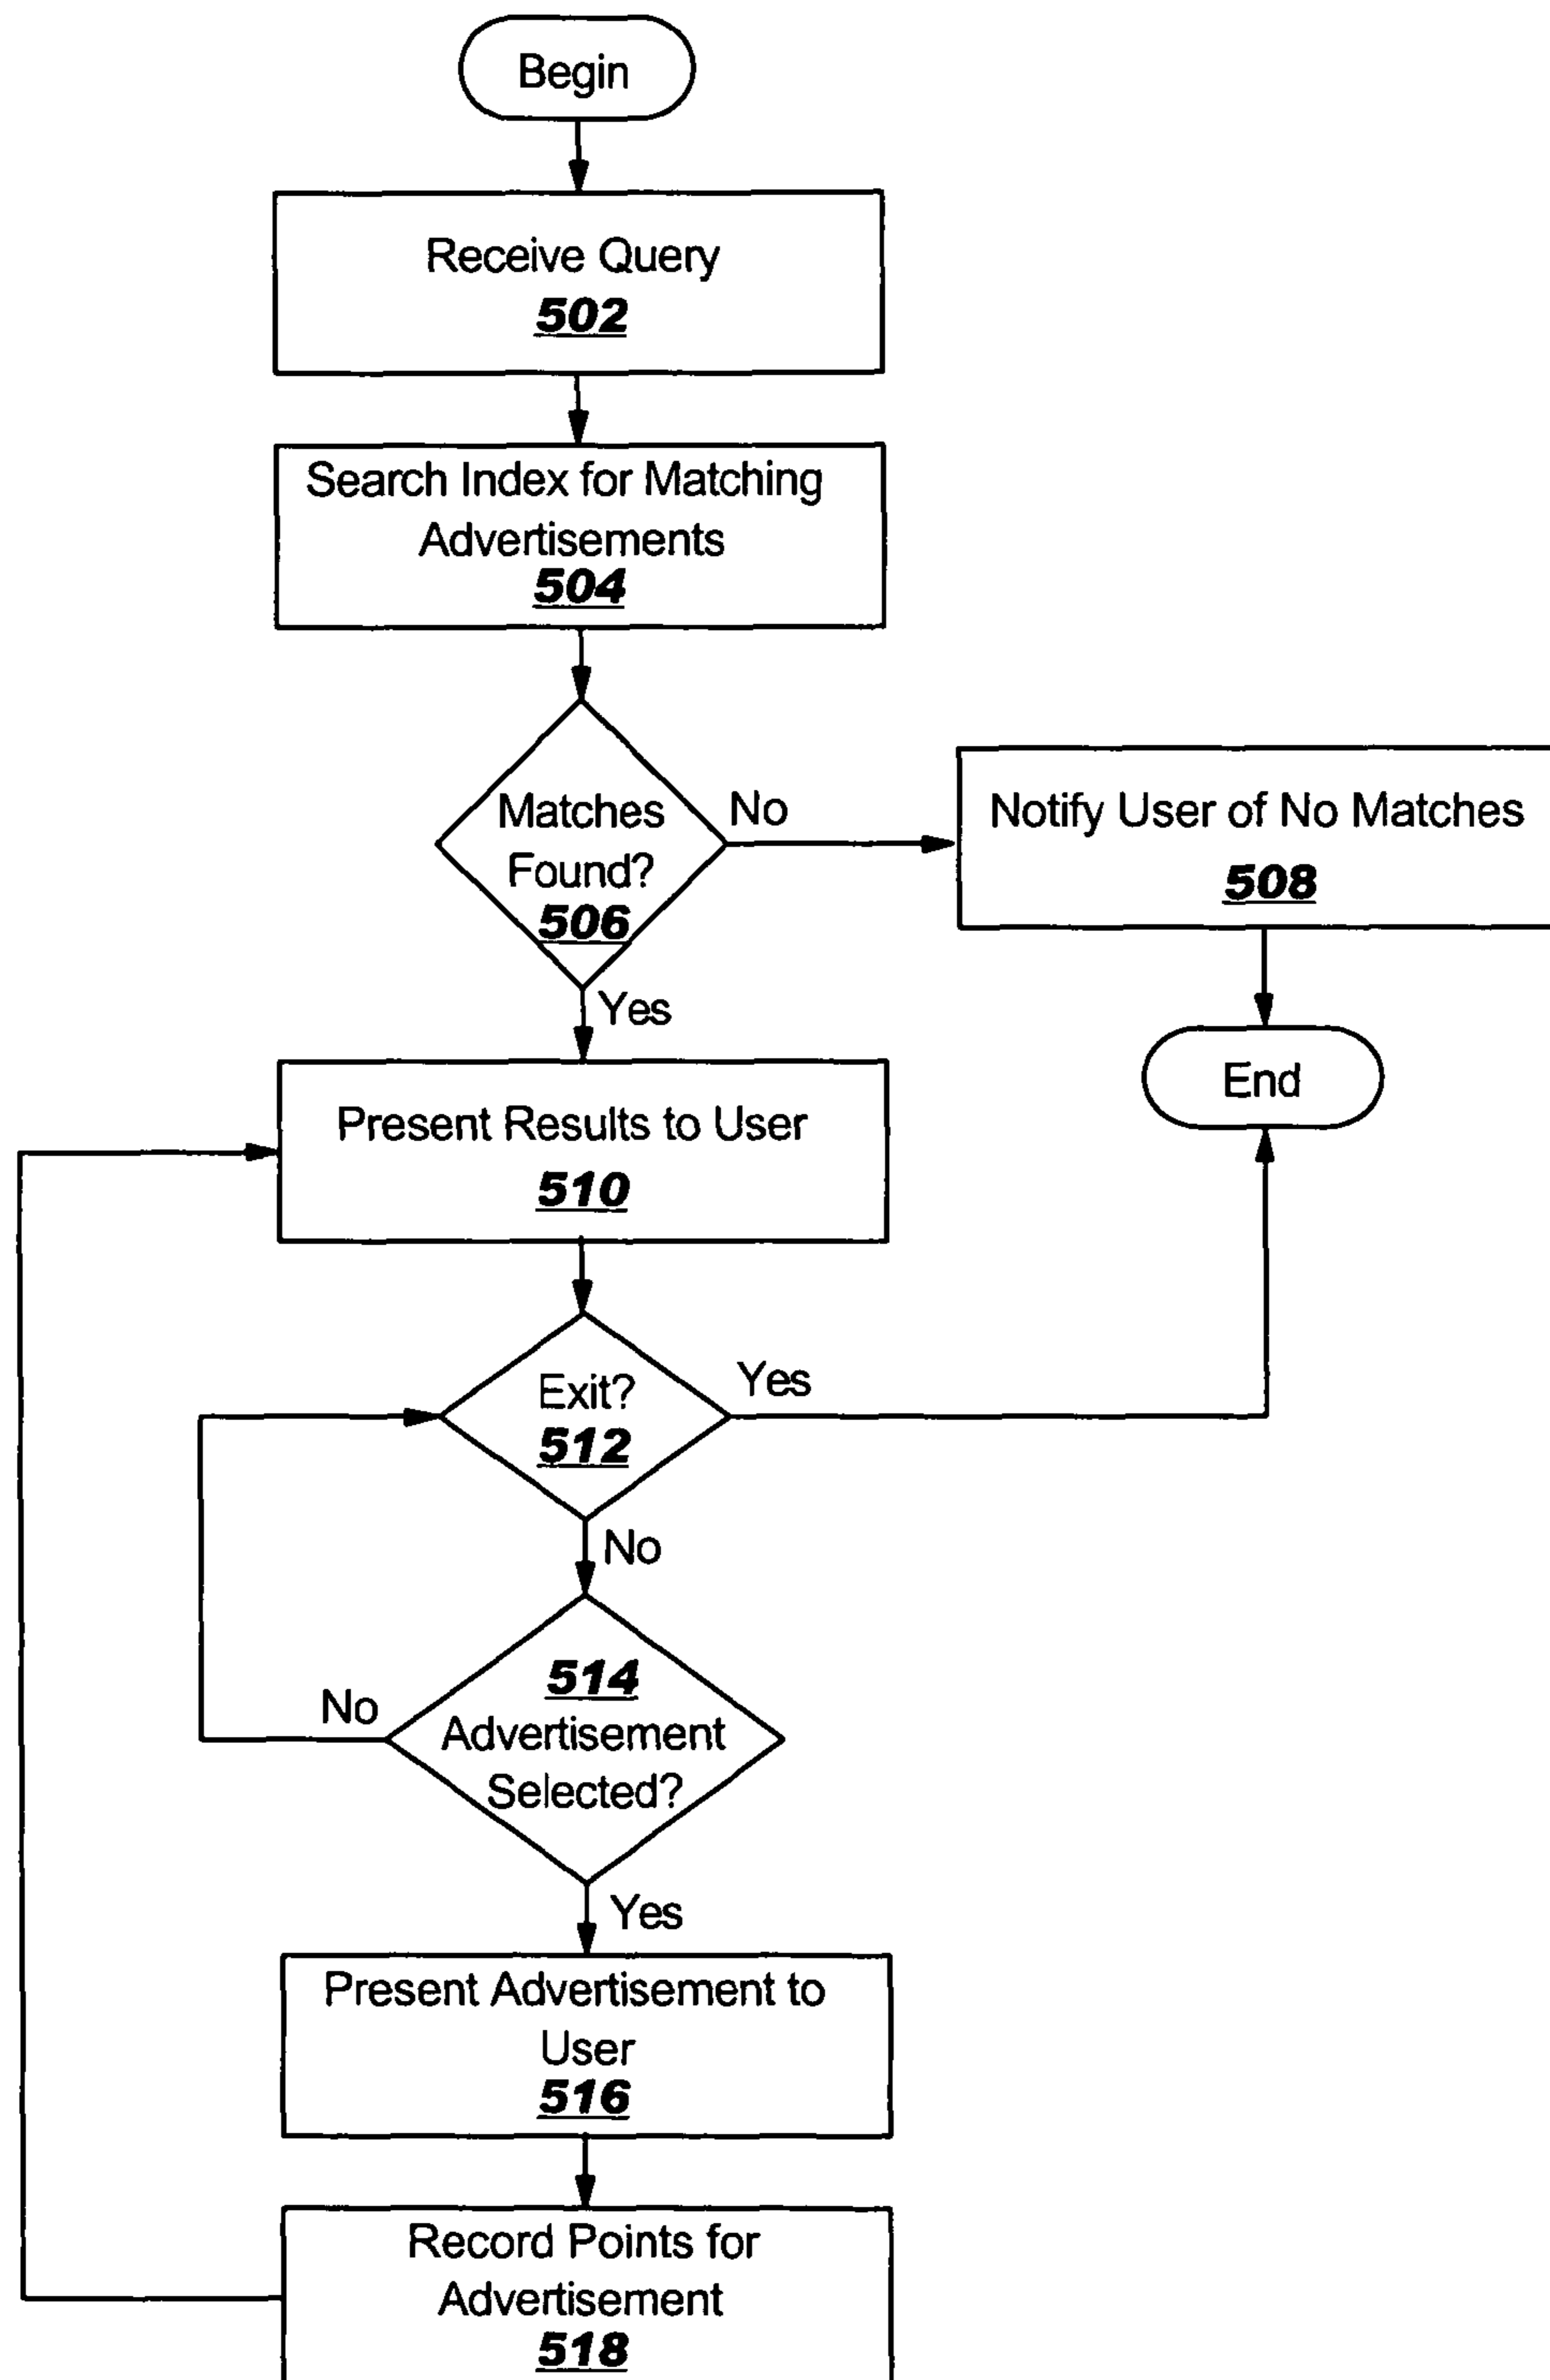 Begin
Receive Query
502
Search Index for Matching
Advertisements
504
Matches
Found?
506
No
Notify User of No Matches
508
Yes
End
Present Results to User
510
Exit?
512
Yes
No
514
Advertisement
Selected?
No
Yes
Present Advertisement to
User
516
Record Points for
Advertisement
518